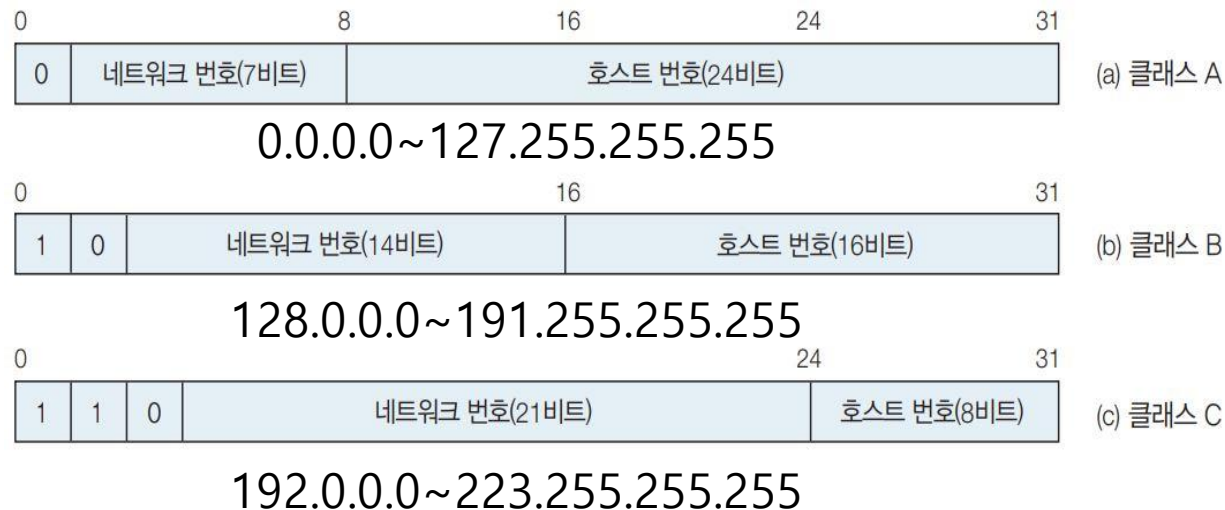 0 8 16 24 31
0 네트워크 번호(7비트) 호스트 번호(24비트) (a) 클래스 A
0.0.0.0~127.255.255.255
0 16 31
1 0 네트워크 번호(14비트) 호스트 번호(16비트) (b) 클래스 B
128.0.0.0~191.255.255.255
0 24 31
1 1 0 네트워크 번호(21비트) 호스트 번호(8비트) (c) 클래스 C
192.0.0.0~223.255.255.255